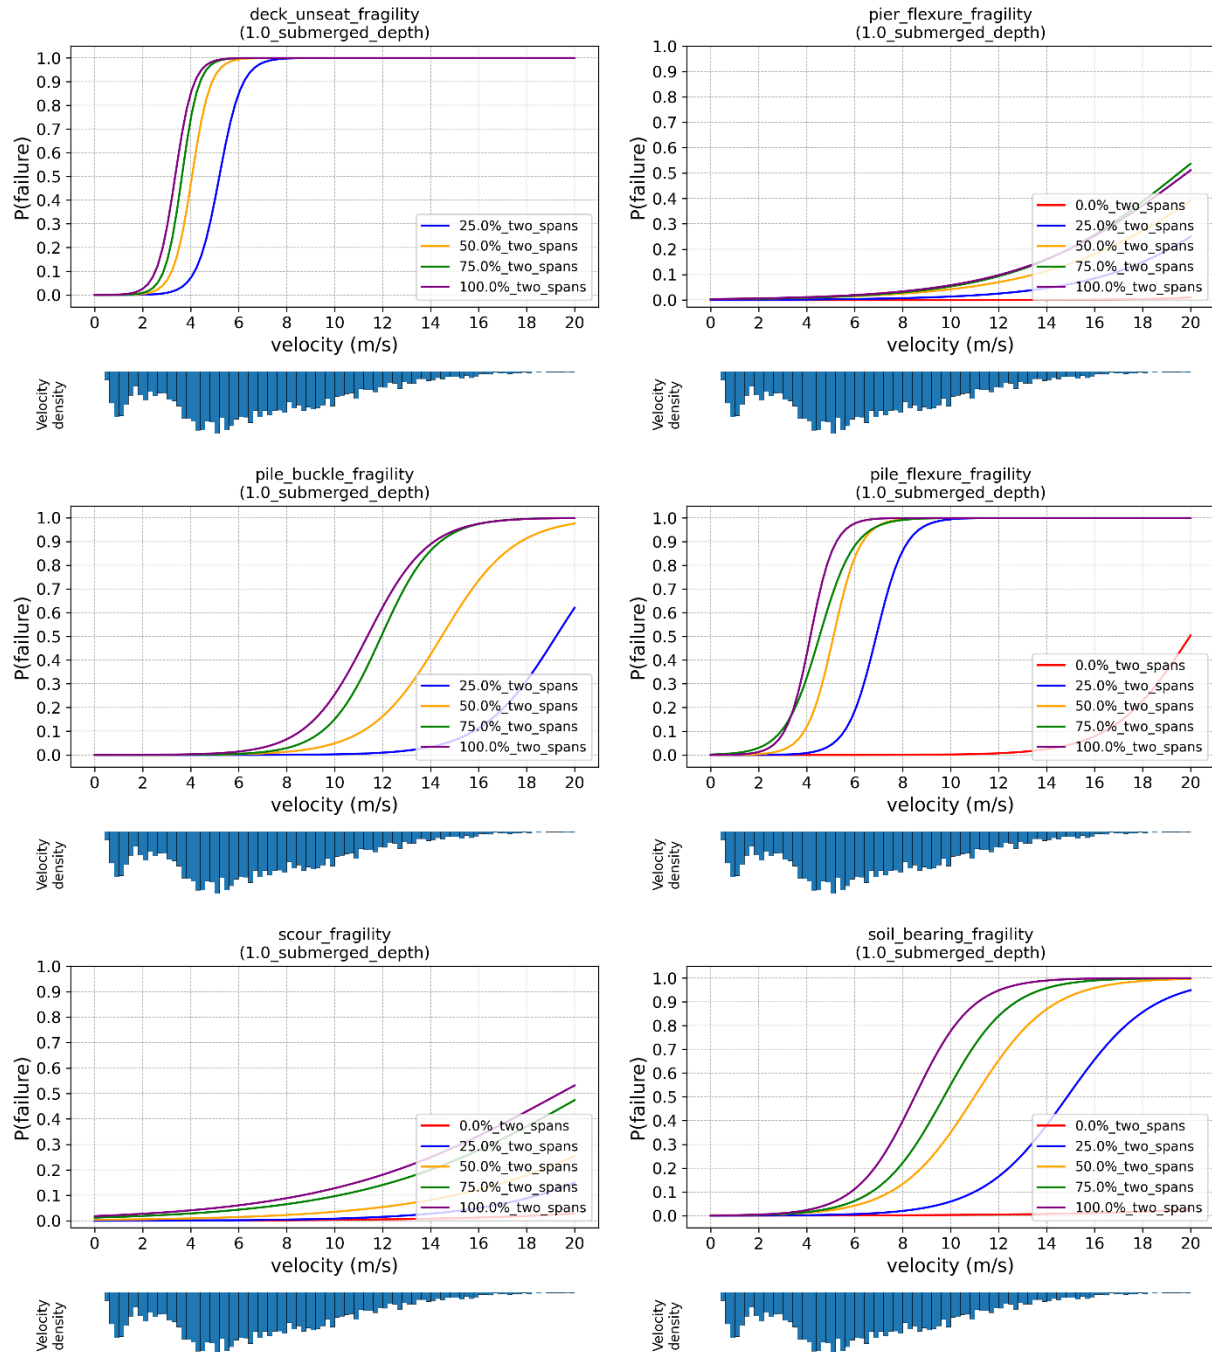 deck_unseat_fragility
(1.0_submerged_depth)
P(failure)
1.0
0.9
0.8
0.7
0.6
0.5
0.4
0.3
0.2
0.1
0.0
25.0%_two_spans
50.0%_two_spans
75.0%_two_spans
100.0%_two_spans
0 2 4 6 8 10 12 14 16 18 20
velocity (m/s)
Velocity
density
pier_flexure_fragility
(1.0_submerged_depth)
P(failure)
1.0
0.9
0.8
0.7
0.6
0.5
0.4
0.3
0.2
0.1
0.0
0.0%_two_spans
25.0%_two_spans
50.0%_two_spans
75.0%_two_spans
100.0%_two_spans
0 2 4 6 8 10 12 14 16 18 20
velocity (m/s)
Velocity
density
pile_buckle_fragility
(1.0_submerged_depth)
P(failure)
1.0
0.9
0.8
0.7
0.6
0.5
0.4
0.3
0.2
0.1
0.0
25.0%_two_spans
50.0%_two_spans
75.0%_two_spans
100.0%_two_spans
0 2 4 6 8 10 12 14 16 18 20
velocity (m/s)
Velocity
density
pile_flexure_fragility
(1.0_submerged_depth)
P(failure)
1.0
0.9
0.8
0.7
0.6
0.5
0.4
0.3
0.2
0.1
0.0
0.0%_two_spans
25.0%_two_spans
50.0%_two_spans
75.0%_two_spans
100.0%_two_spans
0 2 4 6 8 10 12 14 16 18 20
velocity (m/s)
Velocity
density
scour_fragility
(1.0_submerged_depth)
P(failure)
1.0
0.9
0.8
0.7
0.6
0.5
0.4
0.3
0.2
0.1
0.0
0.0%_two_spans
25.0%_two_spans
50.0%_two_spans
75.0%_two_spans
100.0%_two_spans
0 2 4 6 8 10 12 14 16 18 20
velocity (m/s)
Velocity
density
soil_bearing_fragility
(1.0_submerged_depth)
P(failure)
1.0
0.9
0.8
0.7
0.6
0.5
0.4
0.3
0.2
0.1
0.0
0.0%_two_spans
25.0%_two_spans
50.0%_two_spans
75.0%_two_spans
100.0%_two_spans
0 2 4 6 8 10 12 14 16 18 20
velocity (m/s)
Velocity
density